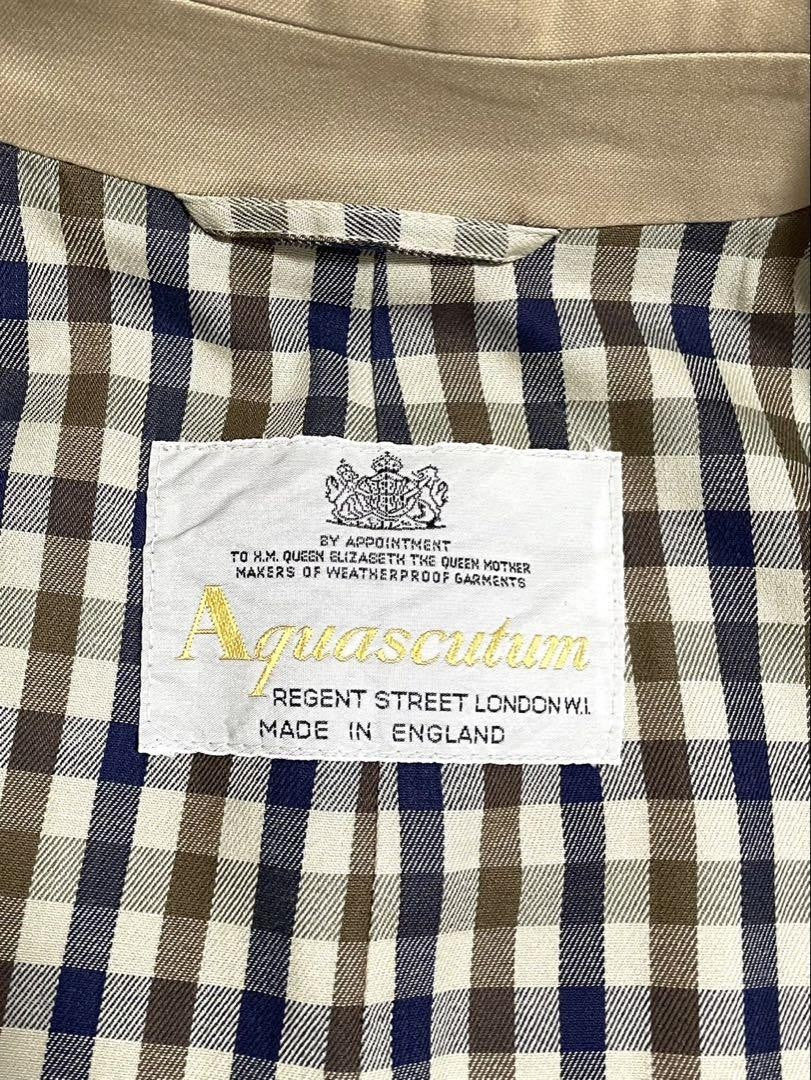 BY APPOINTMENT
TO H.M. QUEEN ELIZABETH THE QUEEN MOTHER
MAKERS OF WEATHERPROOF GARMENTS
Aquascutum
REGENT STREET LONDON W.1.
MADE IN ENGLAND